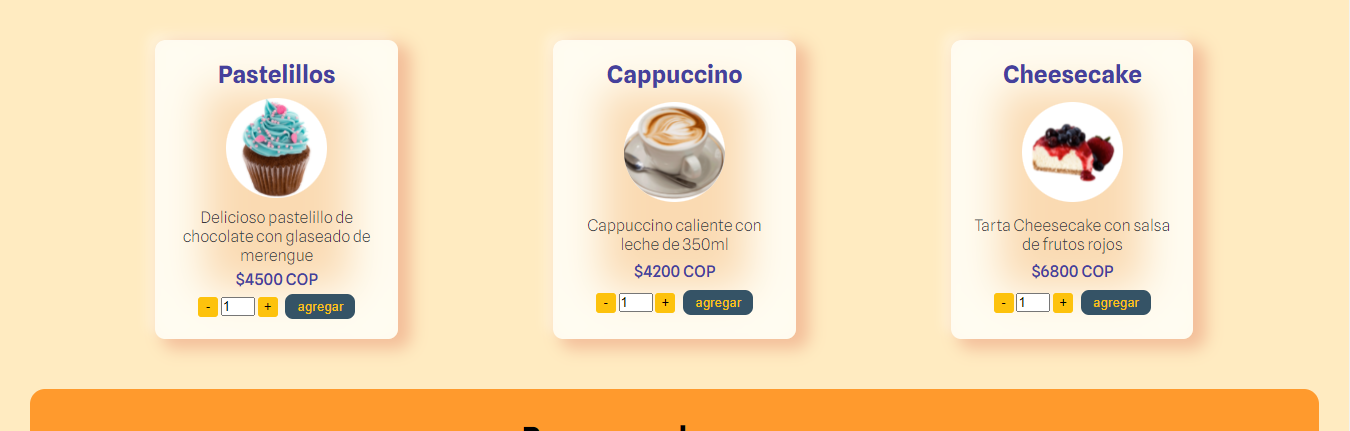 Pastelillos
Delicioso pastelillo de
chocolate con glaseado de
merengue
$4500 COP
- 1 + agregar
Cappuccino
Cappuccino caliente con
leche de 350ml
$4200 COP
- 1 + agregar
Cheesecake
Tarta Cheesecake con salsa
de frutos rojos
$6800 COP
- 1 + agregar